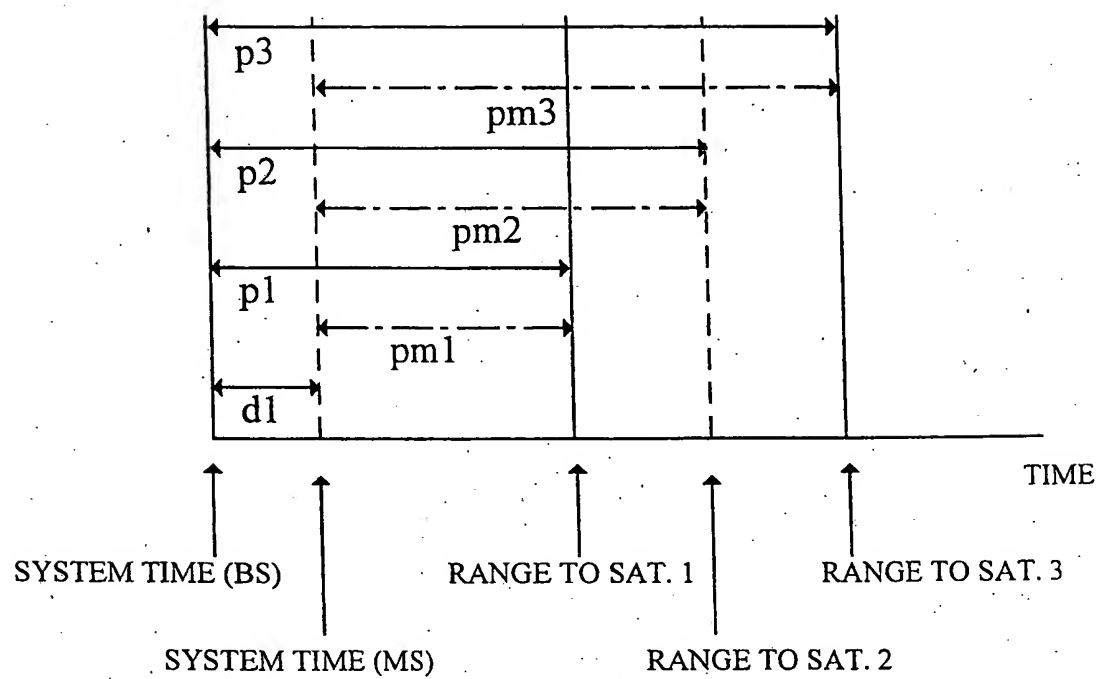 p3
pm3
p2
pm2
p1
pm1
d1
TIME
SYSTEM TIME (BS)
RANGE TO SAT. 1
RANGE TO SAT. 3
SYSTEM TIME (MS)
RANGE TO SAT. 2